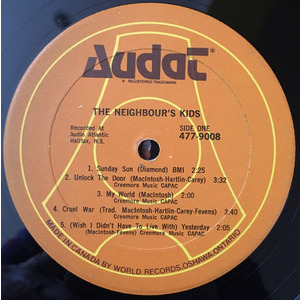 Audat*
* REGISTERED TRADEMARK
THE NEIGHBOUR'S KIDS
Recorded At
Audio Atlantic
Halifax, N.S.
SIDE ONE
477-9008
1. Sunday Sun (Diamond) BMI) 2:25
2. Unlock The Door (MacIntosh-Hartlin-Carey) 3:32
Creemore Music CAPAC
3. My World (MacIntosh) 2:00
Creemore Music CAPAC
4. Cruel War (Trad. MacIntosh-Hartlin-Carey-Fevens) 3:40
Creemore Music CAPAC
5. (Wish I Didn't Have To Live With) Yesterday 2:05
(MacIntosh-Fevens) Creemore Music CAPAC
MADE IN CANADA BY WORLD RECORDS, OSHAWA, ONTARIO